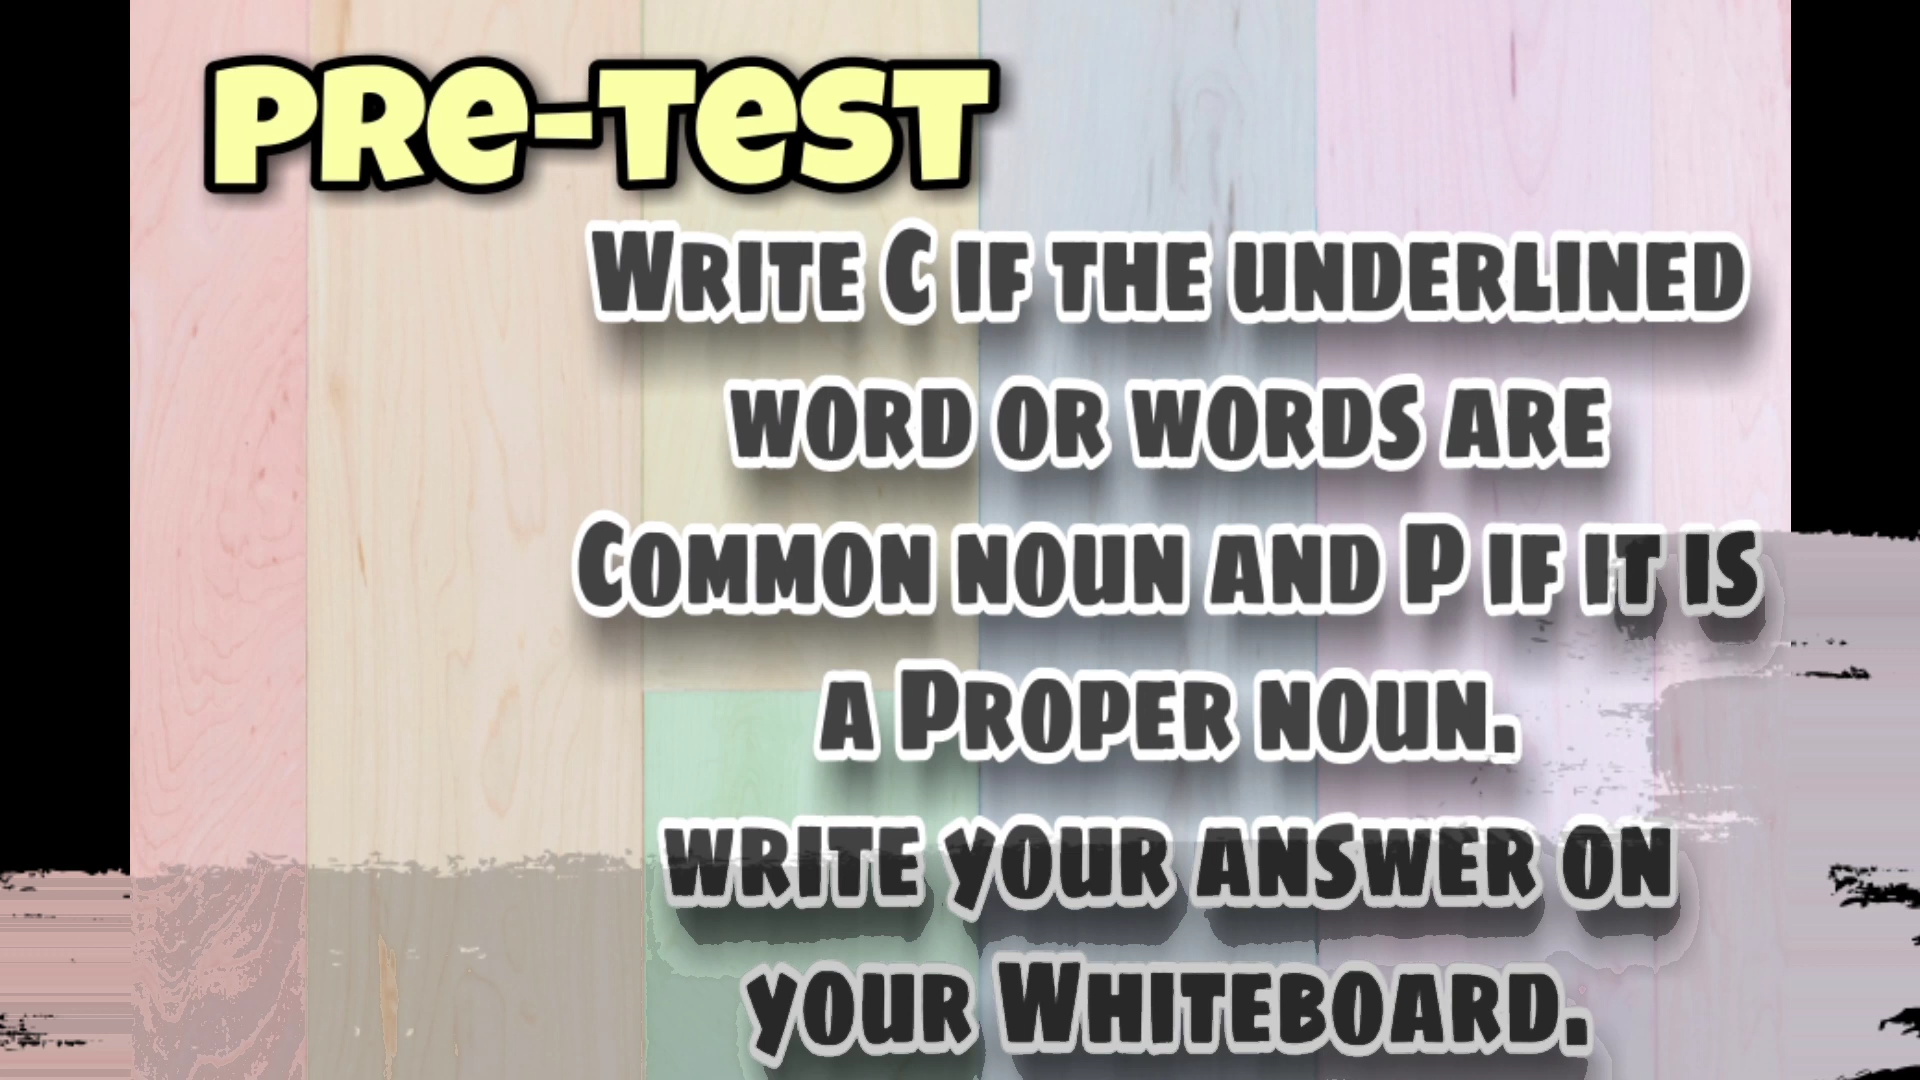 PRe-TeST
Write C if the underlined
word or words are
Common noun and P if it is
a Proper noun.
write your answer on
your Whiteboard.